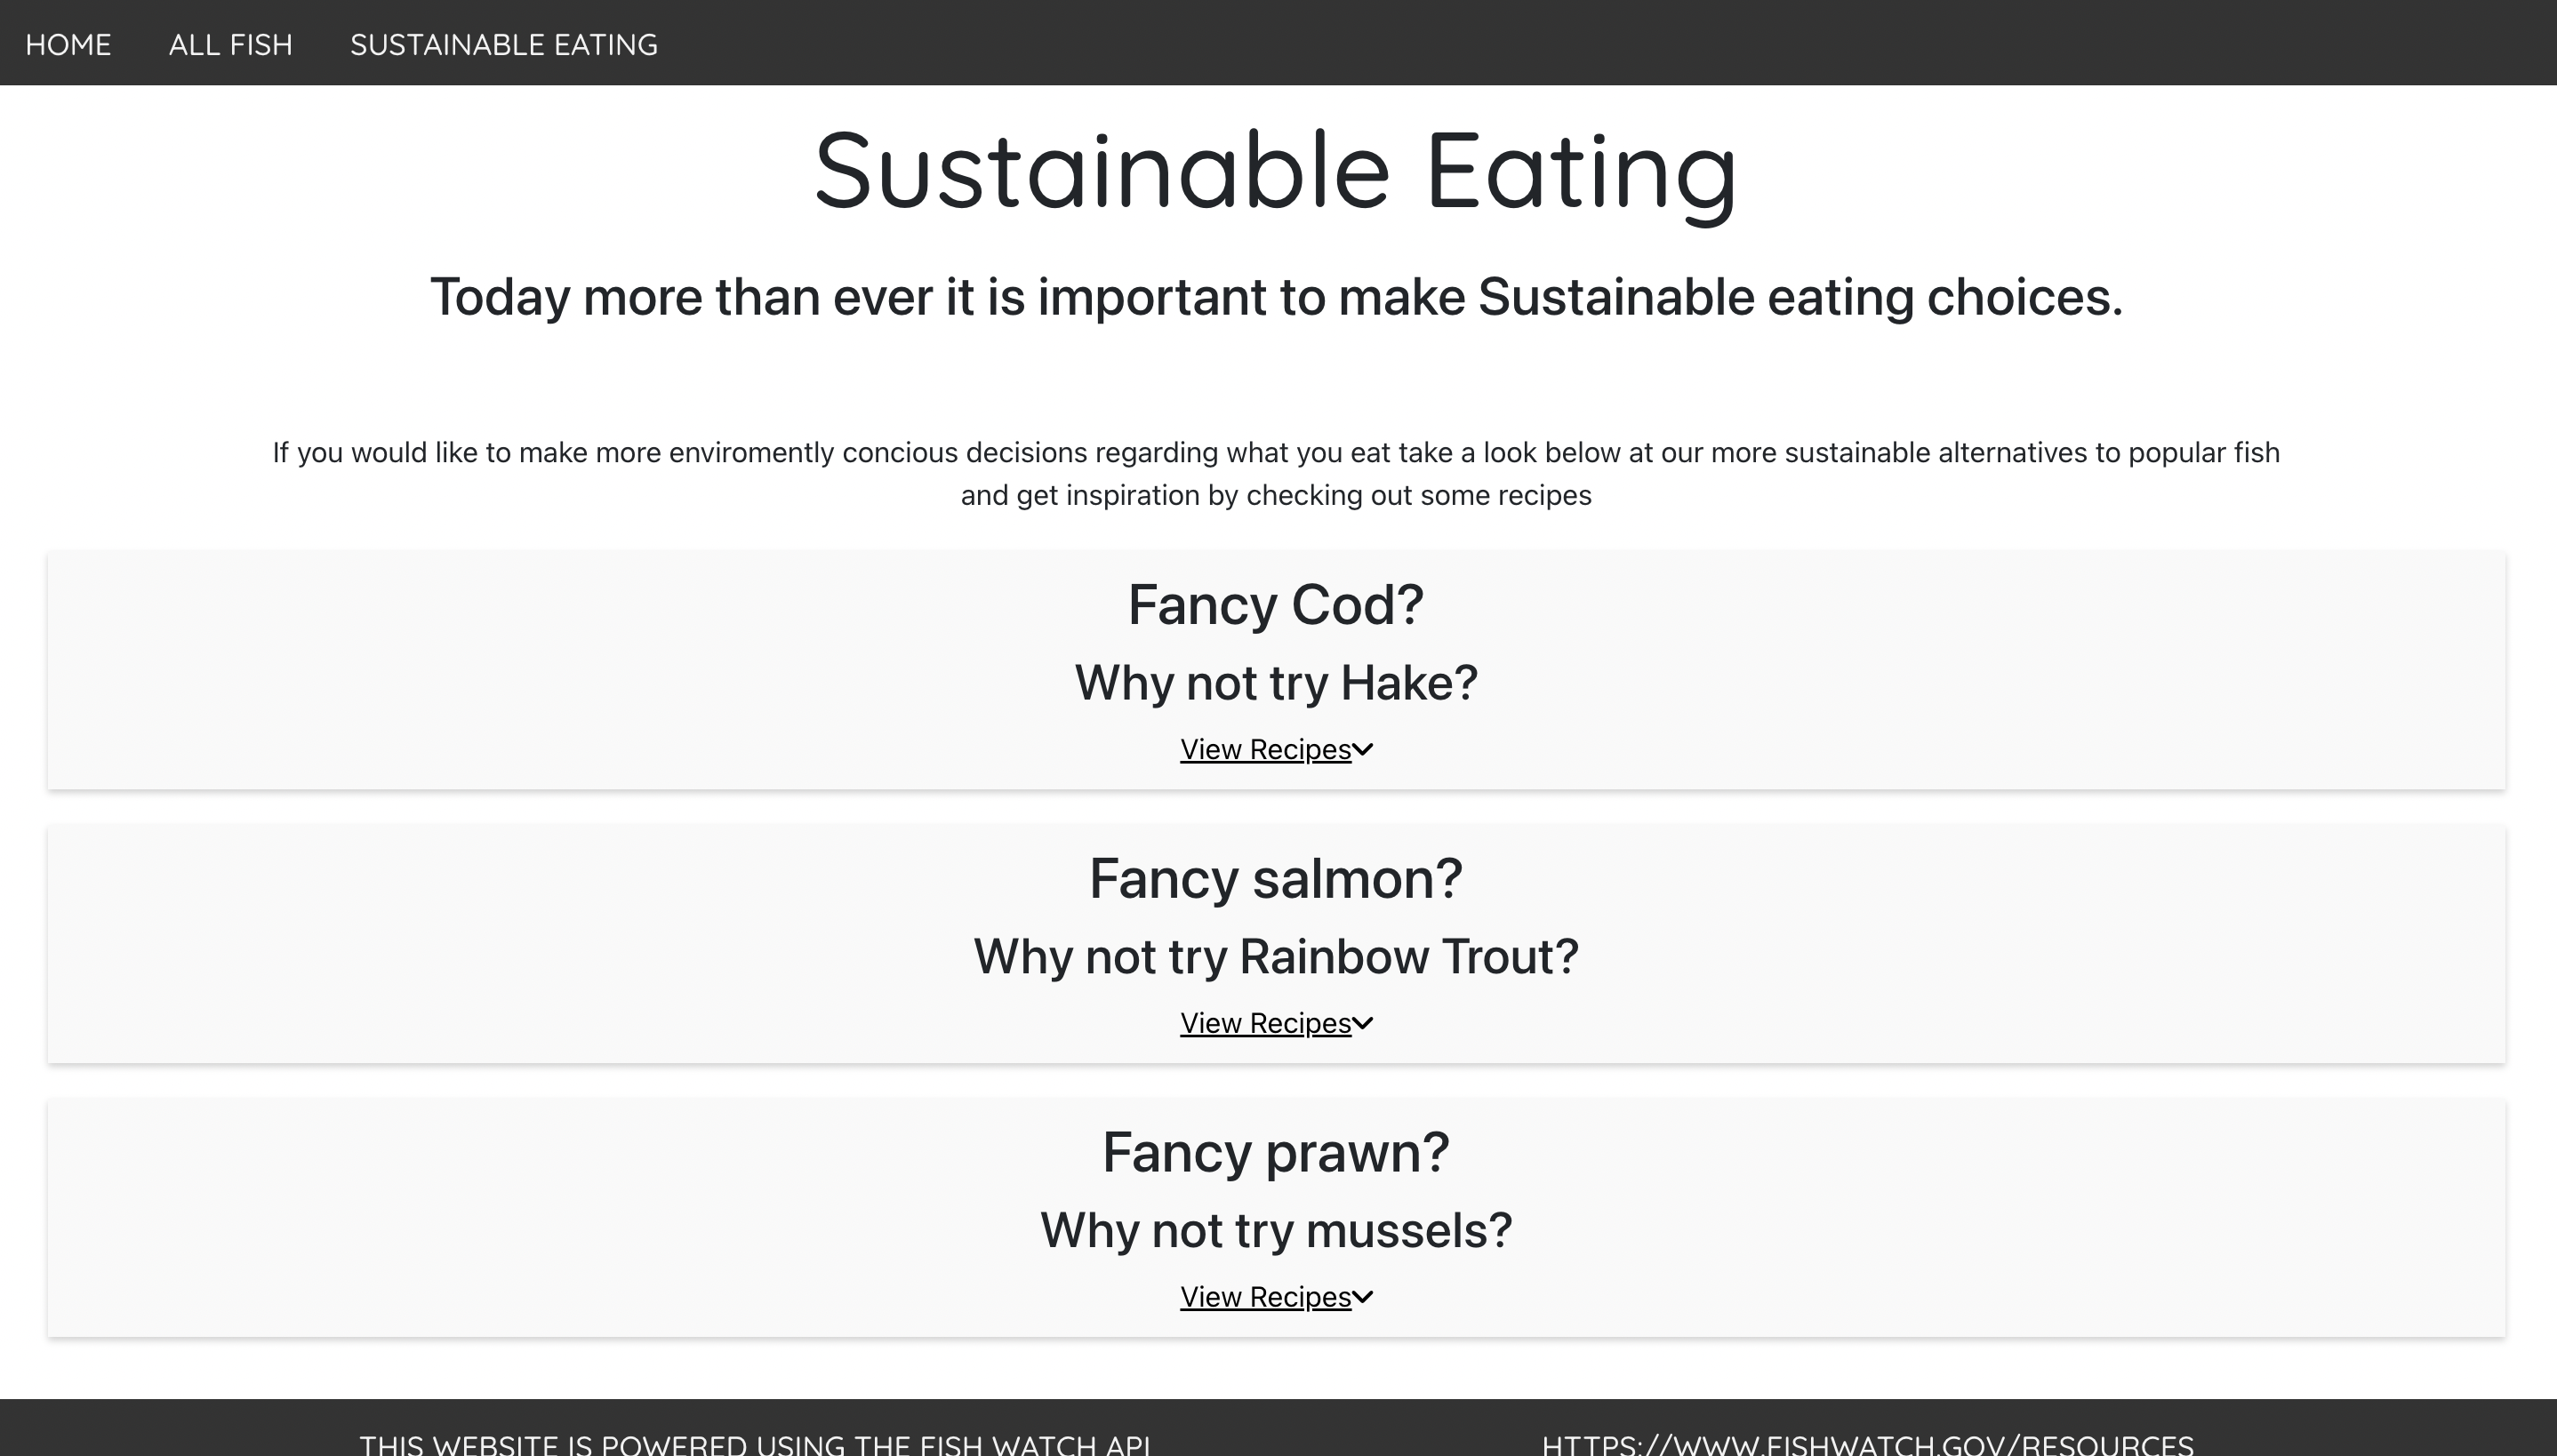 HOME ALL FISH SUSTAINABLE EATING
Sustainable Eating
Today more than ever it is important to make Sustainable eating choices.
If you would like to make more enviromently concious decisions regarding what you eat take a look below at our more sustainable alternatives to popular fish
and get inspiration by checking out some recipes
Fancy Cod?
Why not try Hake?
View Recipes
Fancy salmon?
Why not try Rainbow Trout?
View Recipes
Fancy prawn?
Why not try mussels?
View Recipes
THIS WEBSITE IS POWERED USING THE FISH WATCH API HTTPS://WWW.FISHWATCH.GOV/RESOURCES